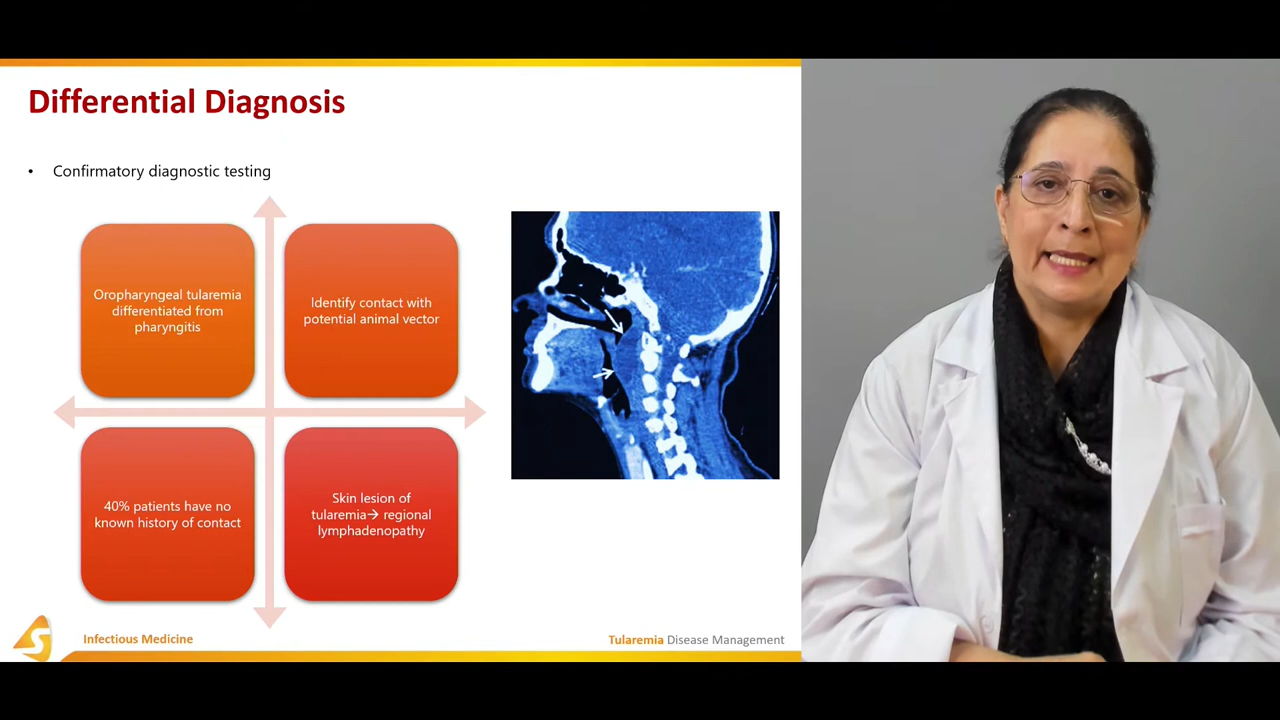 Differential Diagnosis
• Confirmatory diagnostic testing
Oropharyngeal tularemia
differentiated from
pharyngitis
Identify contact with
potential animal vector
40% patients have no
known history of contact
Skin lesion of
tularemia→ regional
lymphadenopathy
S
Infectious Medicine
Tularemia Disease Management